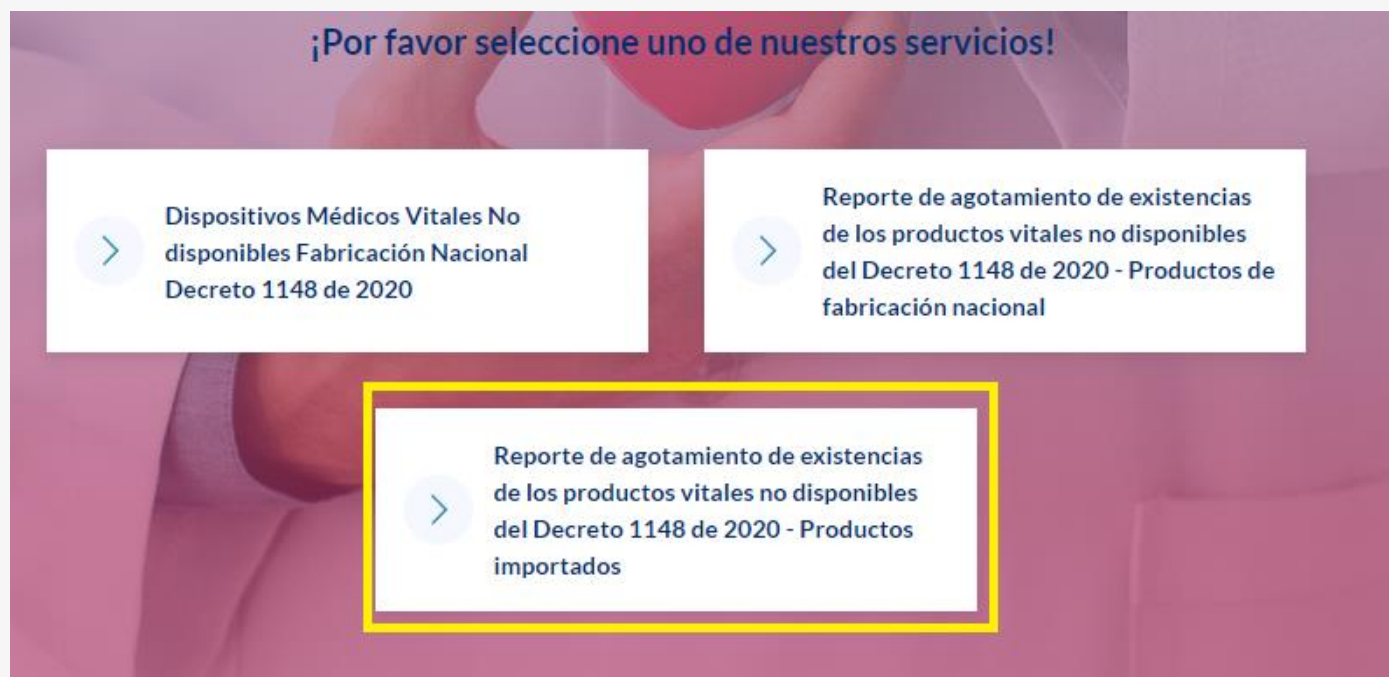 ¡Por favor seleccione uno de nuestros servicios!
Dispositivos Médicos Vitales No
disponibles Fabricación Nacional
Decreto 1148 de 2020
Reporte de agotamiento de existencias
de los productos vitales no disponibles
del Decreto 1148 de 2020 - Productos de
fabricación nacional
Reporte de agotamiento de existencias
de los productos vitales no disponibles
del Decreto 1148 de 2020 - Productos
importados